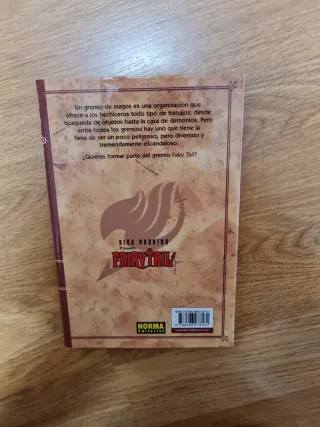 Un gremio de magos es una organización que
ofrece a los hechiceros todo tipo de trabajos: desde
búsqueda de objetos hasta la caza de demonios. Pero
entre todos los gremios hay uno que tiene la
fama de ser un poco peligroso, pero divertido y
tremendamente escandaloso.
¿Quieres formar parte del gremio Fairy Tail?
HIRO MASHIMA
FAIRY TAIL
NORMA
Editorial